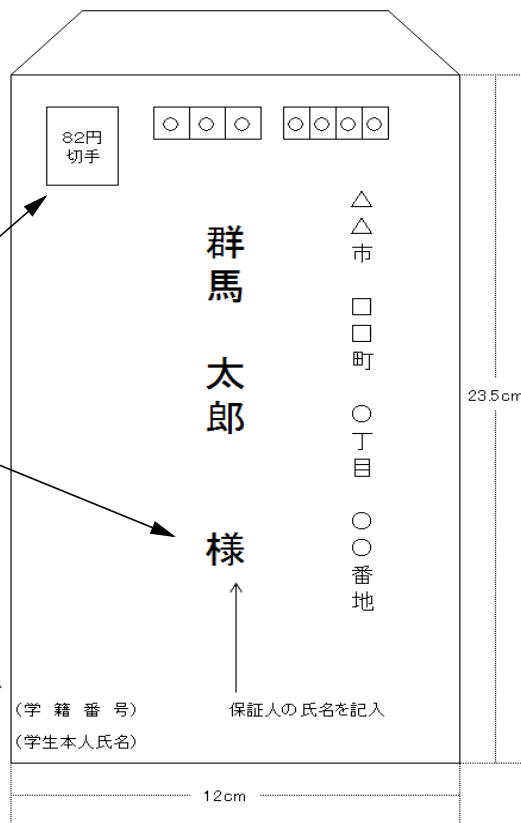 82円
切手
○○○ ○○○○
△△市 □□町 ○丁目 ○○番地
群馬 太郎 様
23.5cm
(学籍番号)
(学生本人氏名)
保証人の氏名を記入
12cm